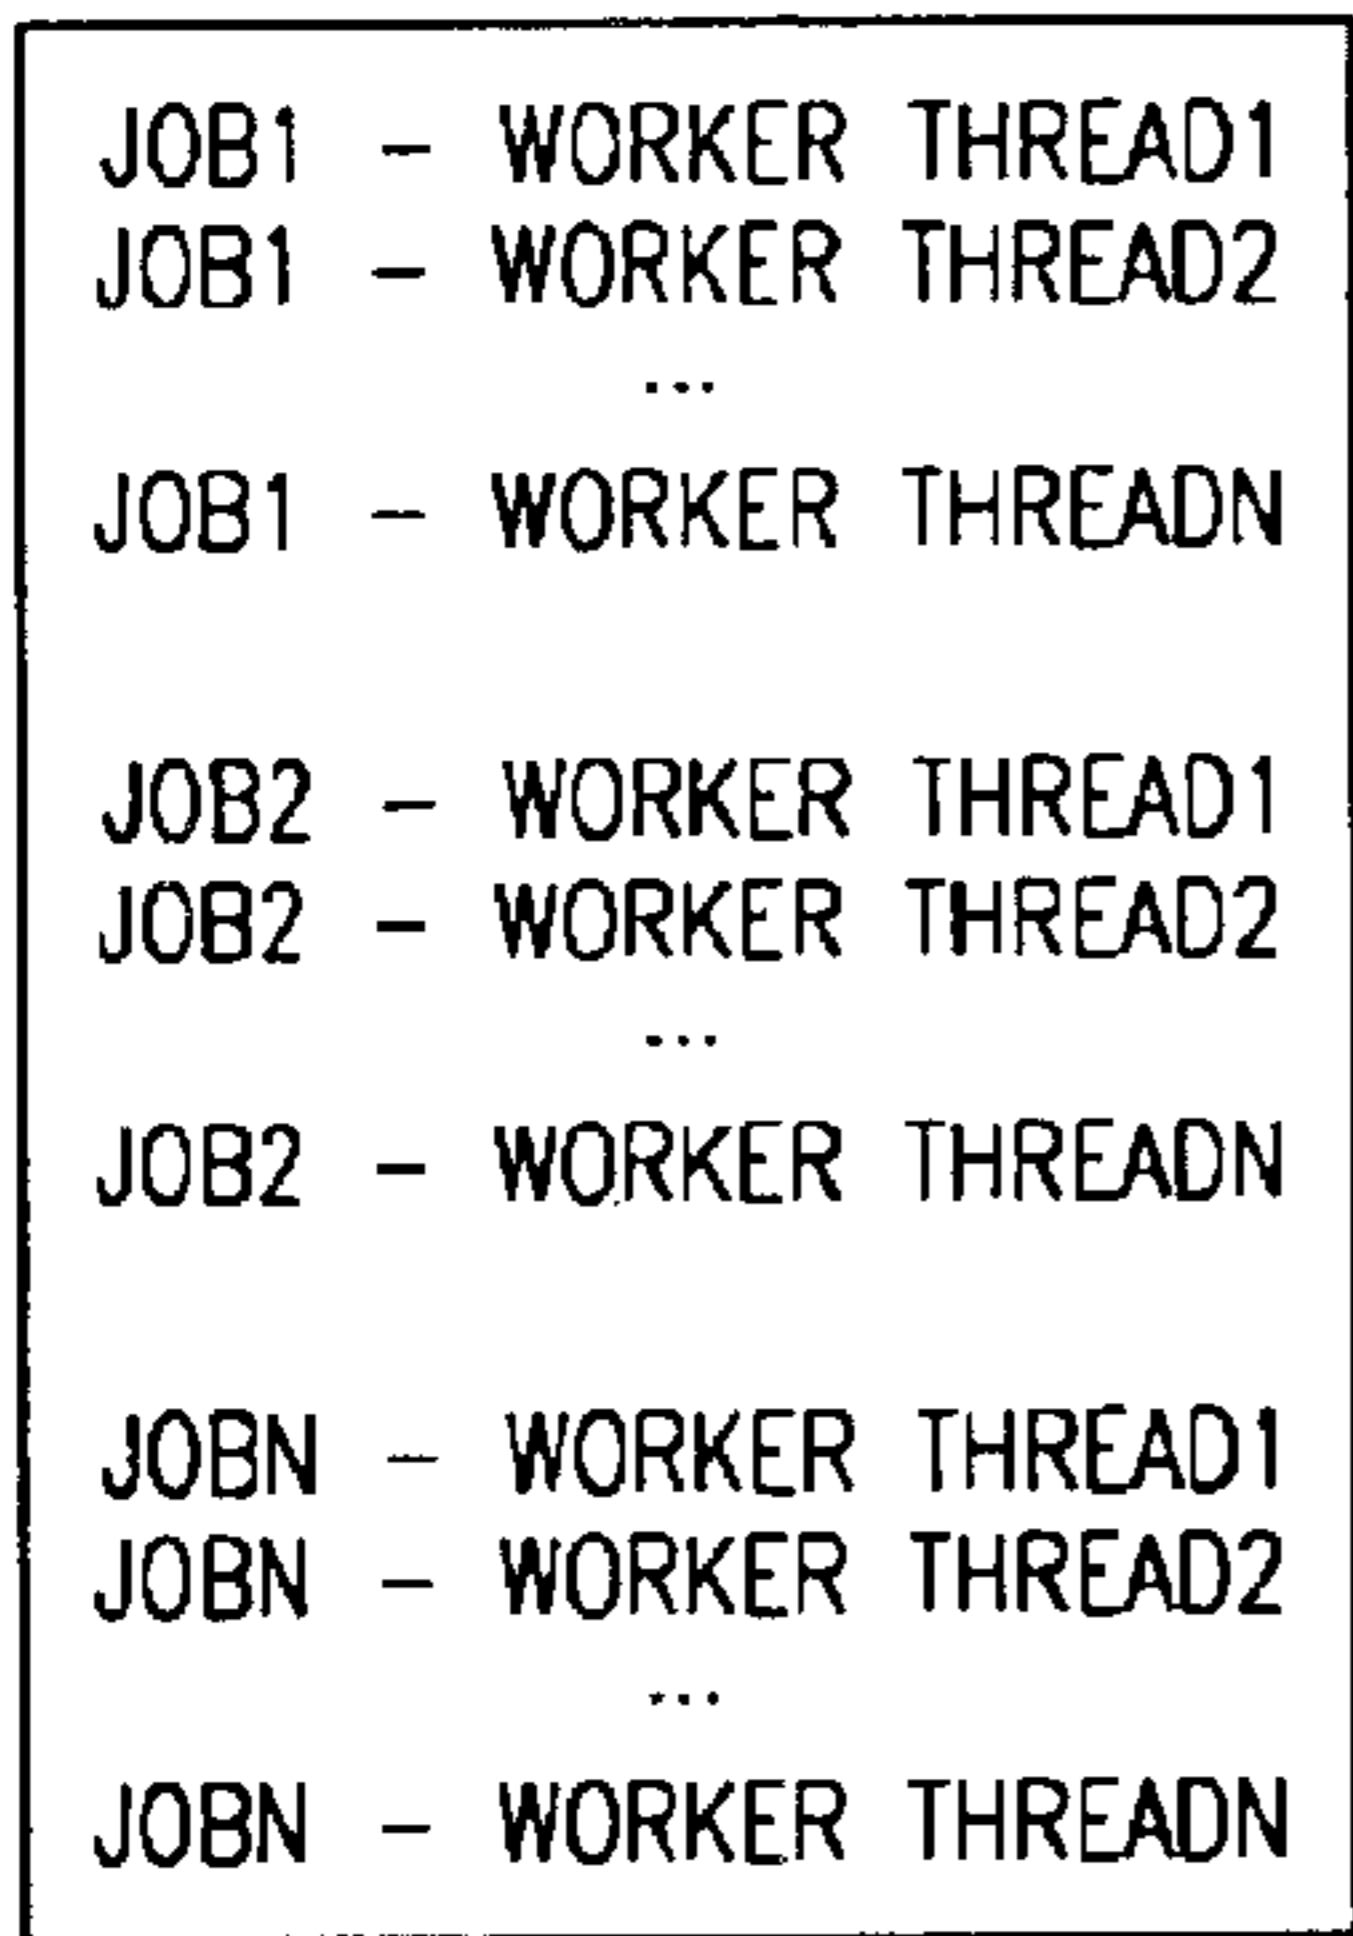 JOB1 - WORKER THREAD1
JOB1 - WORKER THREAD2
...
JOB1 - WORKER THREADN
JOB2 - WORKER THREAD1
JOB2 - WORKER THREAD2
...
JOB2 - WORKER THREADN
JOBN - WORKER THREAD1
JOBN - WORKER THREAD2
...
JOBN - WORKER THREADN